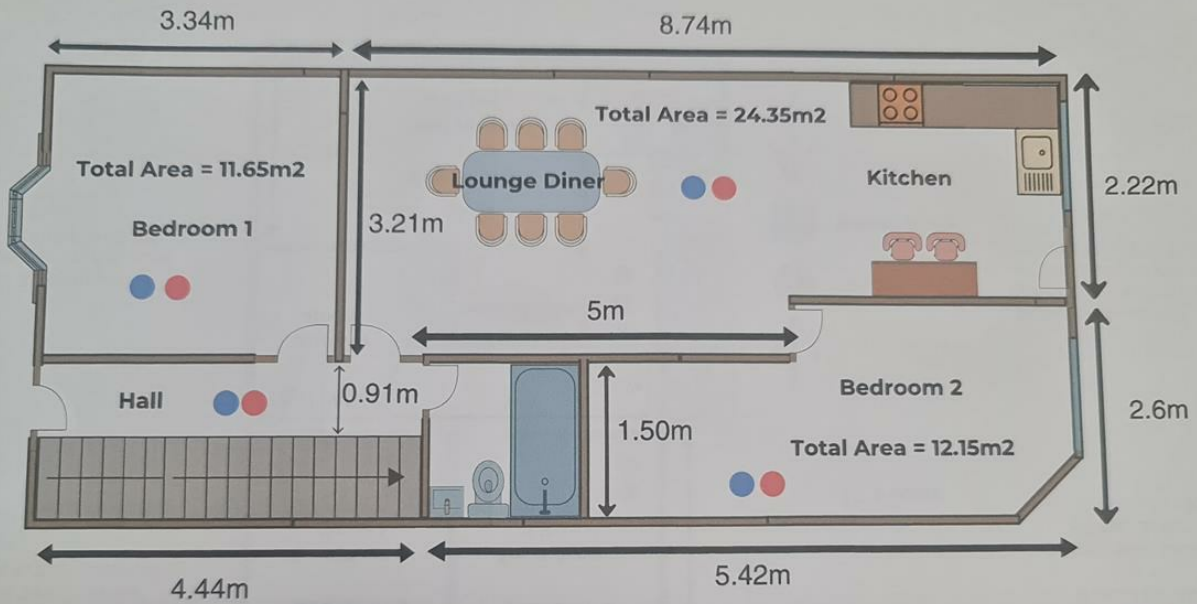 3.34m
8.74m
Total Area = 24.35m2
Total Area = 11.65m2
Lounge Diner
Kitchen
2.22m
Bedroom 1
3.21m
5m
Hall
0.91m
Bedroom 2
2.6m
1.50m
Total Area = 12.15m2
5.42m
4.44m